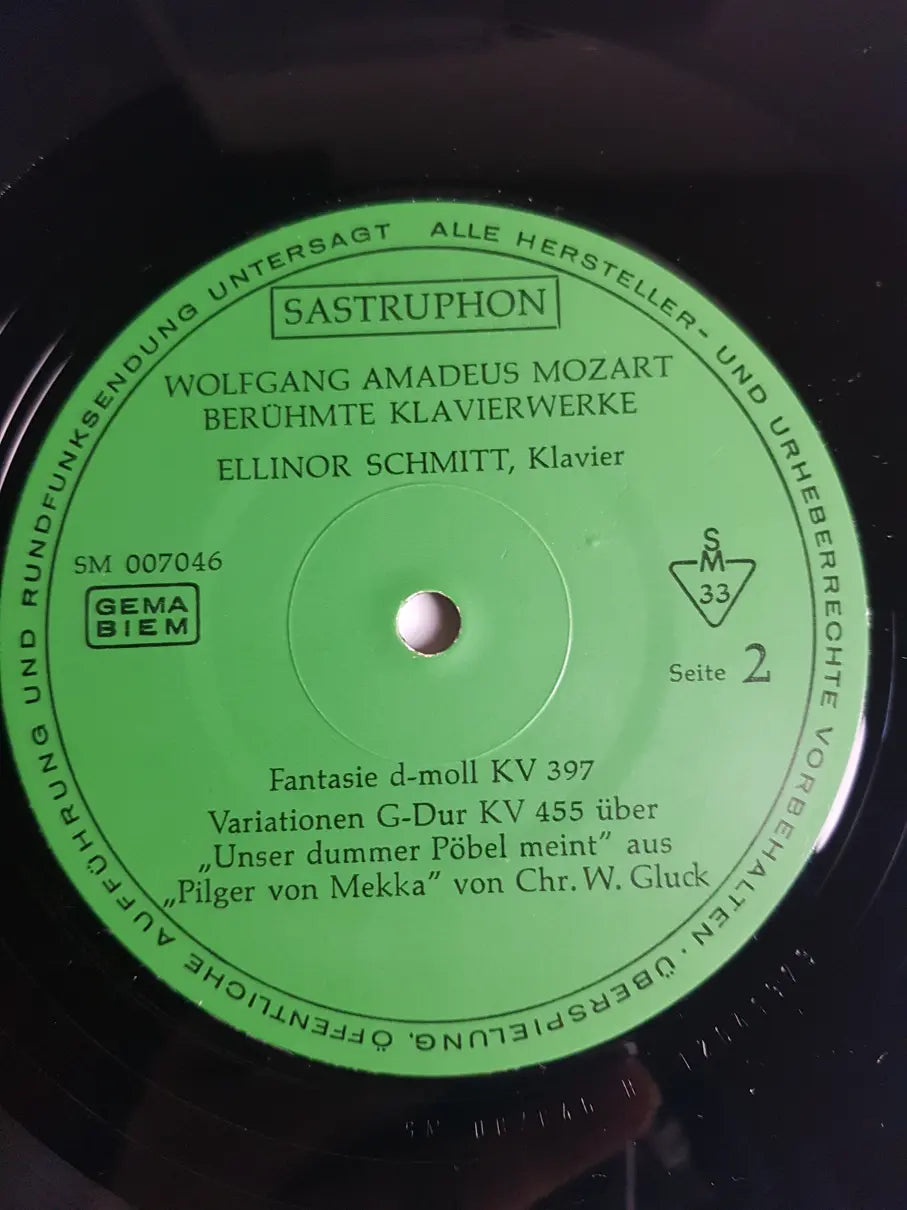 ALLE HERSTELLER- UND URHEBERRECHTE VORBEHALTEN · ÜBERSPIELUNG, ÖFFENTLICHE AUFFÜHRUNG UND RUNDFUNKSENDUNG UNTERSAGT
SASTRUPHON
WOLFGANG AMADEUS MOZART
BERÜHMTE KLAVIERWERKE
ELLINOR SCHMITT, Klavier
SM 007046
GEMA
BIEM
SM
33
Seite 2
Fantasie d-moll KV 397
Variationen G-Dur KV 455 über
„Unser dummer Pöbel meint” aus
„Pilger von Mekka” von Chr. W. Gluck